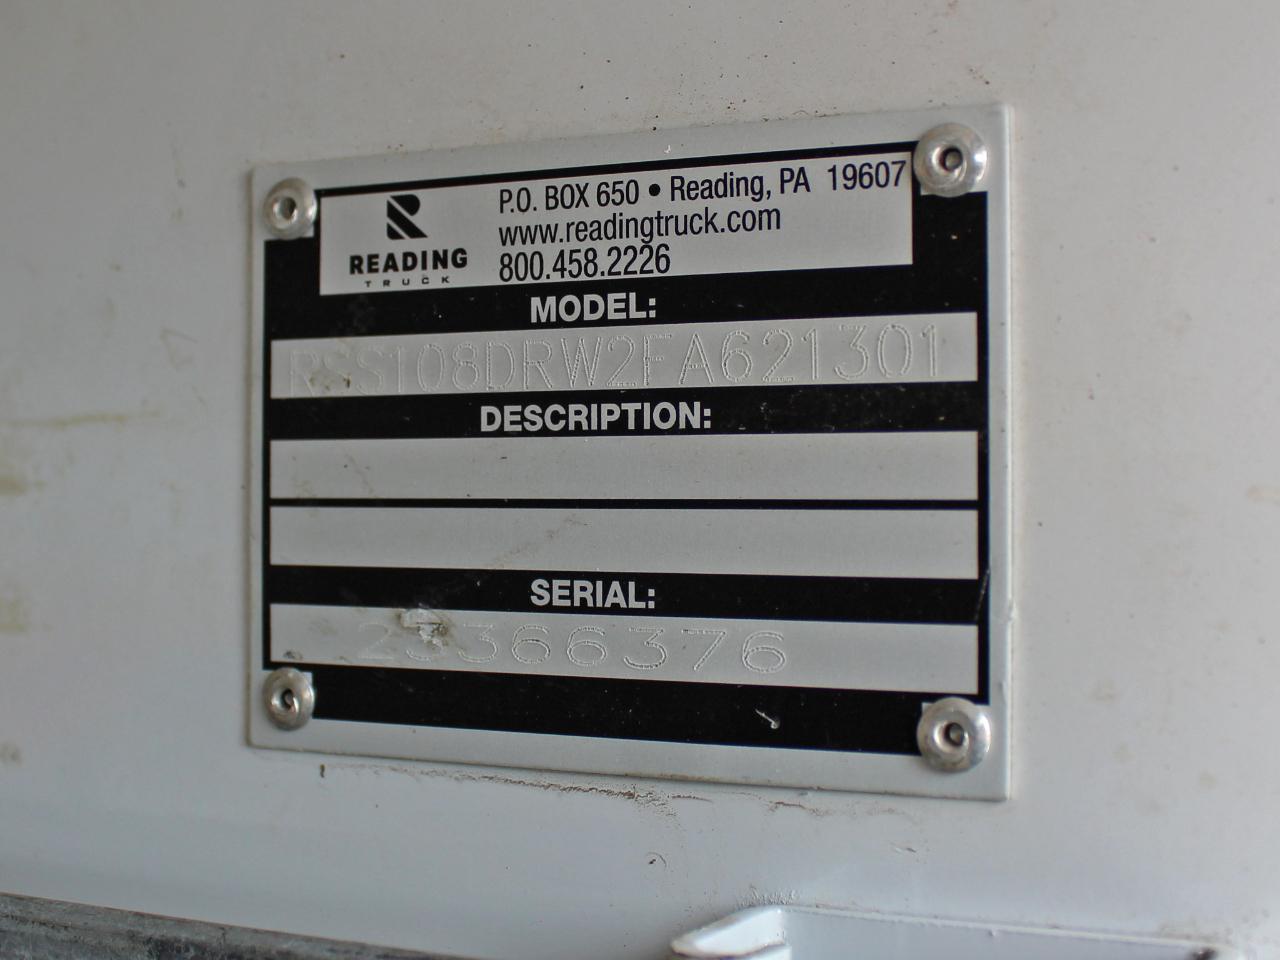 P.O. BOX 650 • Reading, PA 19607
www.readingtruck.com
800.458.2226
READING
TRUCK
MODEL:
RSS108DRW2FA621301
DESCRIPTION:
SERIAL:
23366376